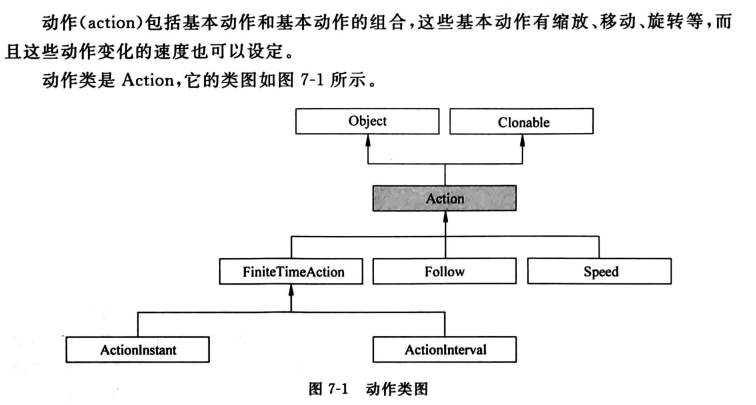 动作(action)包括基本动作和基本动作的组合,这些基本动作有缩放、移动、旋转等,而
且这些动作变化的速度也可以设定。
动作类是 Action,它的类图如图 7-1 所示。
Object
Clonable
Action
FiniteTimeAction
Follow
Speed
ActionInstant
ActionInterval
图 7-1 动作类图